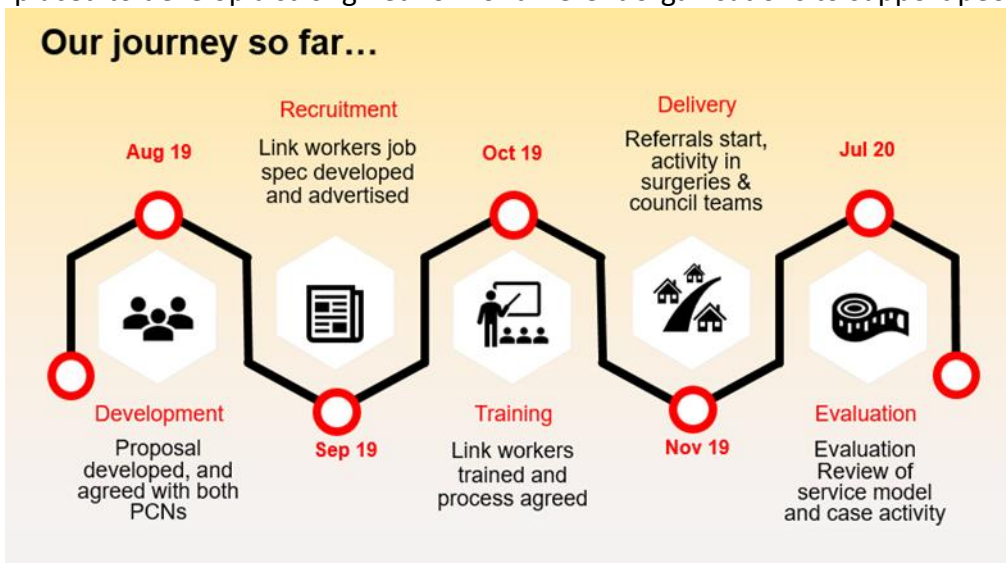 Our journey so far...
Aug 19
Development
Proposal
developed, and
agreed with both
PCNs
Recruitment
Link workers job
spec developed
and advertised
Sep 19
Oct 19
Training
Link workers
trained and
process agreed
Delivery
Referrals start,
activity in
surgeries &
council teams
Nov 19
Jul 20
Evaluation
Evaluation
Review of
service model
and case activity